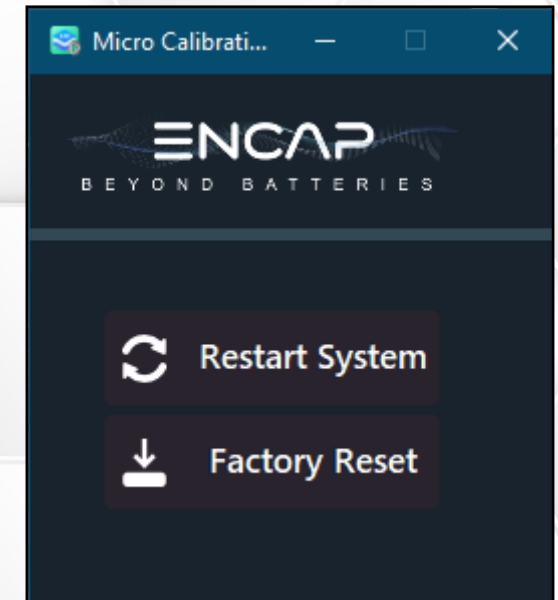 Micro Calibrati...
ENCAP
BEYOND BATTERIES
Restart System
Factory Reset